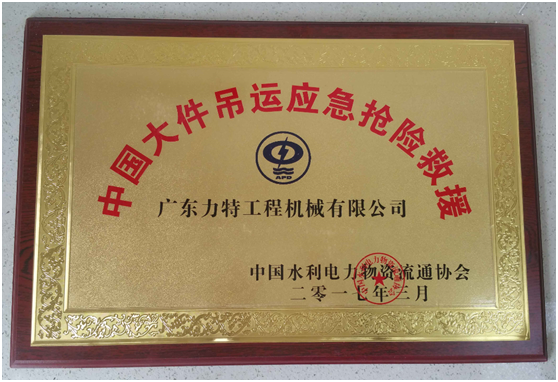 中国大件吊运应急抢险救援
APD
广东力特工程机械有限公司
中国水利电力物资流通协会
二零一七年三月